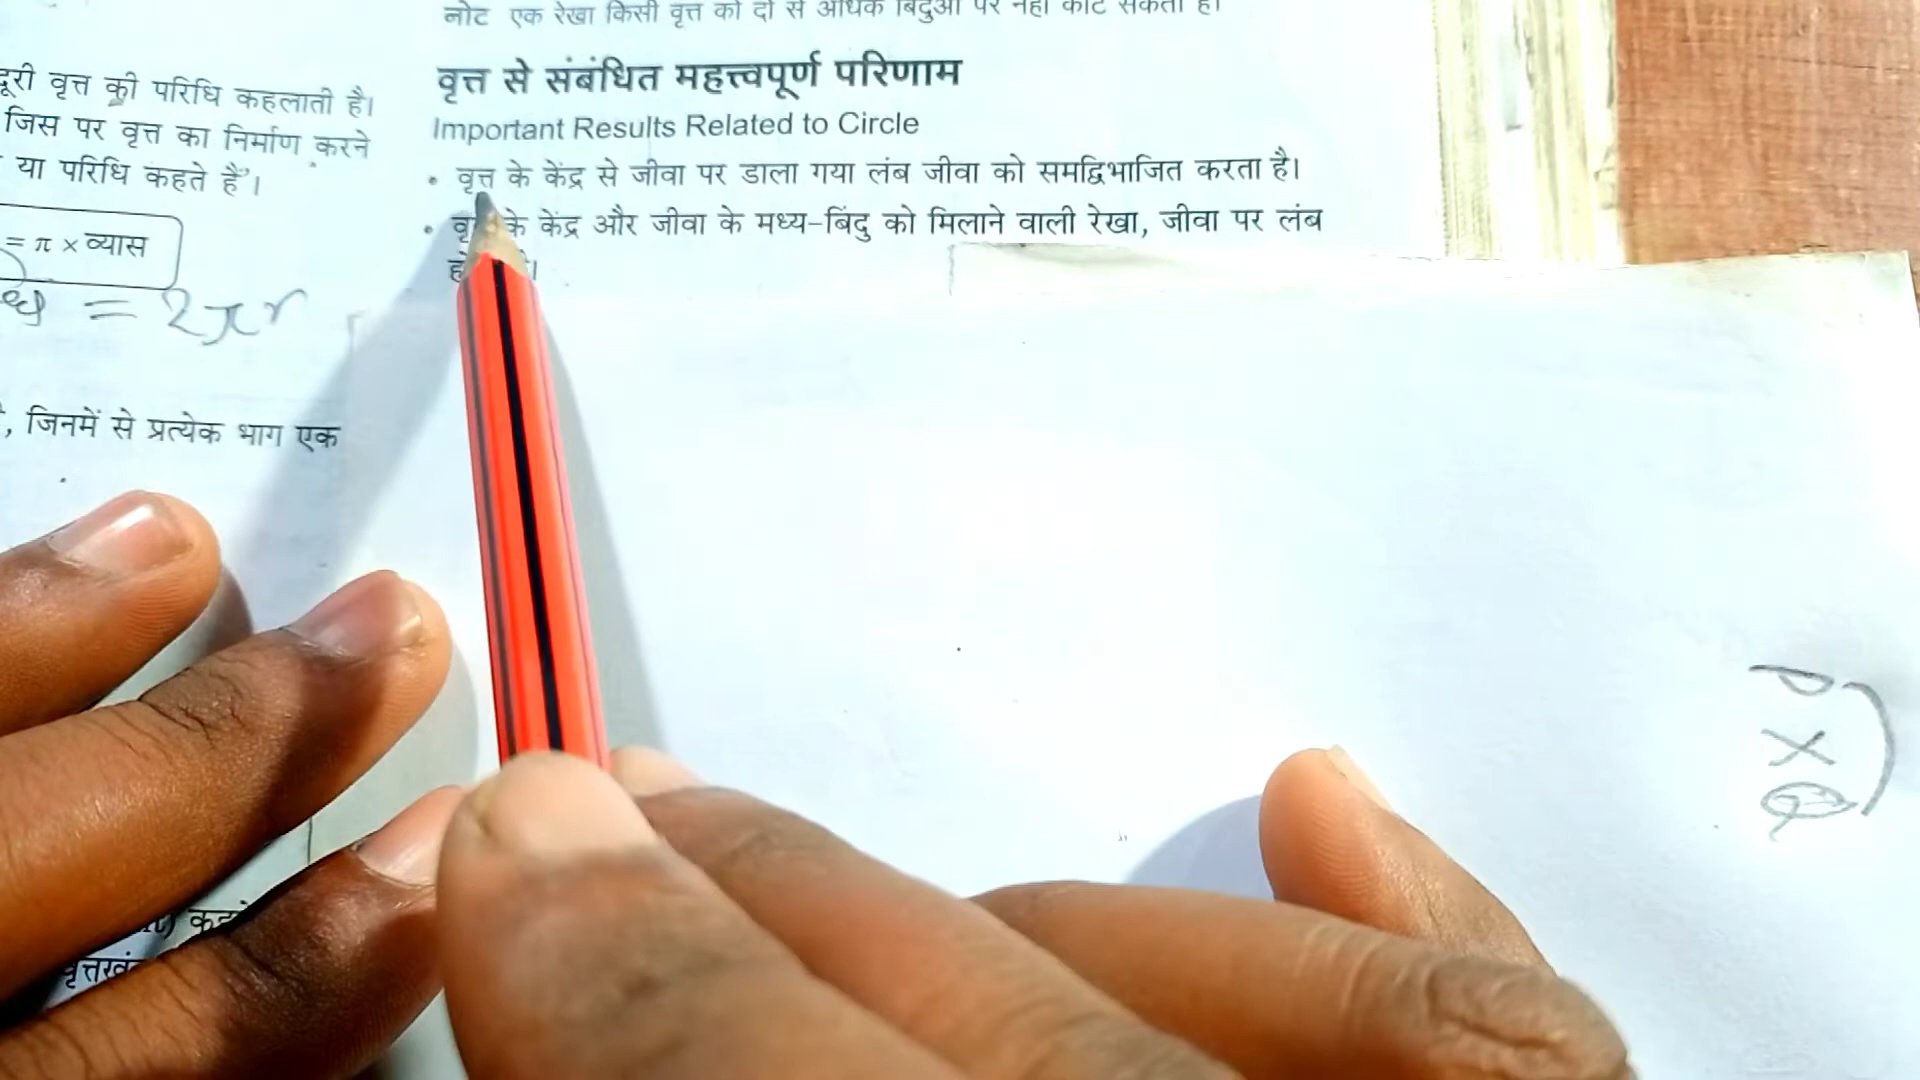 नोट एक रेखा किसी वृत्त को दो से अधिक बिंदुओं पर नहीं काट सकती है।
वृत्त से संबंधित महत्त्वपूर्ण परिणाम
Important Results Related to Circle
• वृत्त के केंद्र से जीवा पर डाला गया लंब जीवा को समद्विभाजित करता है।
• के केंद्र और जीवा के मध्य-बिंदु को मिलाने वाली रेखा, जीवा पर लंब
दूरी वृत्त की परिधि कहलाती है।
जिस पर वृत्त का निर्माण करने
या परिधि कहते हैं"।
= π × व्यास
= 2πr
, जिनमें से प्रत्येक भाग एक
P × Q